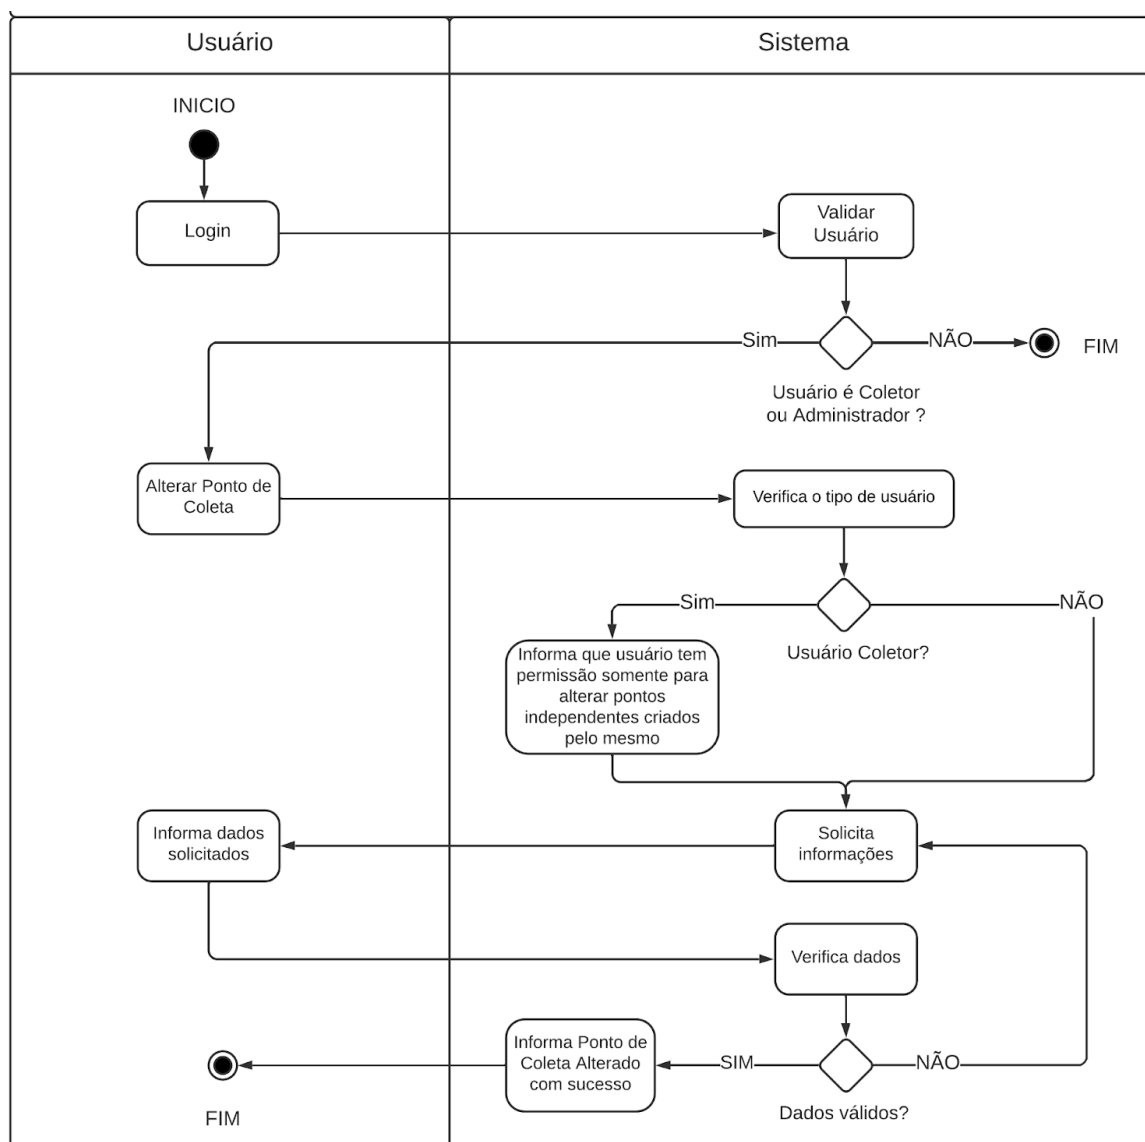 Usuário
Sistema
INICIO
Login
Validar
Usuário
Sim
NÃO
FIM
Usuário é Coletor
ou Administrador ?
Alterar Ponto de
Coleta
Verifica o tipo de usuário
Sim
NÃO
Usuário Coletor?
Informa que usuário tem
permissão somente para
alterar pontos
independentes criados
pelo mesmo
Informa dados
solicitados
Solicita
informações
Verifica dados
Informa Ponto de
Coleta Alterado
com sucesso
SIM
NÃO
Dados válidos?
FIM